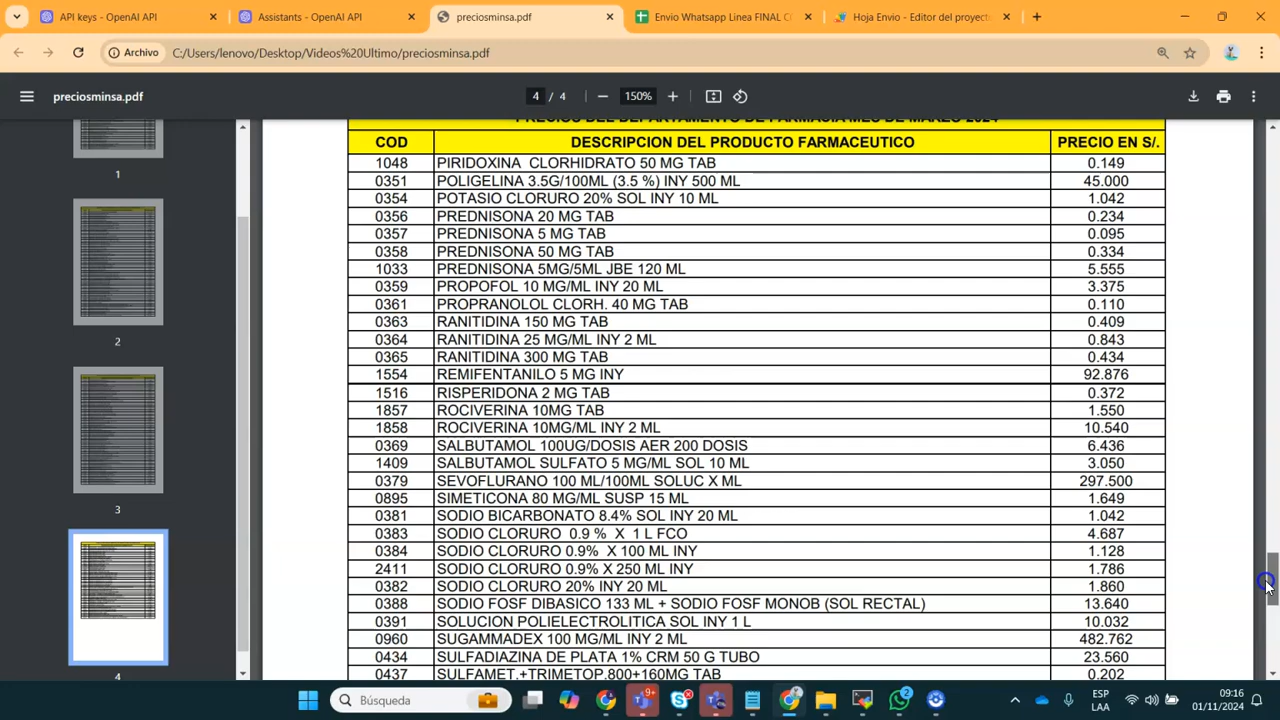 API keys - OpenAI API
Assistants - OpenAI API
preciosminsa.pdf
Envio Whatsapp Linea FINAL CO
Hoja Envio - Editor del proyect
Archivo
C:/Users/lenovo/Desktop/Videos%20Ultimo/preciosminsa.pdf
preciosminsa.pdf
4 / 4
150%
1
2
3
4
PRECIOS DEL DEPARTAMENTO DE FARMASIA MES DE MARZO 2024
COD DESCRIPCION DEL PRODUCTO FARMACEUTICO PRECIO EN S/.
1048 PIRIDOXINA CLORHIDRATO 50 MG TAB 0.149
0351 POLIGELINA 3.5G/100ML (3.5 %) INY 500 ML 45.000
0354 POTASIO CLORURO 20% SOL INY 10 ML 1.042
0356 PREDNISONA 20 MG TAB 0.234
0357 PREDNISONA 5 MG TAB 0.095
0358 PREDNISONA 50 MG TAB 0.334
1033 PREDNISONA 5MG/5ML JBE 120 ML 5.555
0359 PROPOFOL 10 MG/ML INY 20 ML 3.375
0361 PROPRANOLOL CLORH. 40 MG TAB 0.110
0363 RANITIDINA 150 MG TAB 0.409
0364 RANITIDINA 25 MG/ML INY 2 ML 0.843
0365 RANITIDINA 300 MG TAB 0.434
1554 REMIFENTANILO 5 MG INY 92.876
1516 RISPERIDONA 2 MG TAB 0.372
1857 ROCIVERINA 10MG TAB 1.550
1858 ROCIVERINA 10MG/ML INY 2 ML 10.540
0369 SALBUTAMOL 100UG/DOSIS AER 200 DOSIS 6.436
1409 SALBUTAMOL SULFATO 5 MG/ML SOL 10 ML 3.050
0379 SEVOFLURANO 100 ML/100ML SOLUC X ML 297.500
0895 SIMETICONA 80 MG/ML SUSP 15 ML 1.649
0381 SODIO BICARBONATO 8.4% SOL INY 20 ML 1.042
0383 SODIO CLORURO 0.9 % X 1 L FCO 4.687
0384 SODIO CLORURO 0.9% X 100 ML INY 1.128
2411 SODIO CLORURO 0.9% X 250 ML INY 1.786
0382 SODIO CLORURO 20% INY 20 ML 1.860
0388 SODIO FOSF DIBASICO 133 ML + SODIO FOSF MONOB (SOL RECTAL) 13.640
0391 SOLUCION POLIELECTROLITICA SOL INY 1 L 10.032
0960 SUGAMMADEX 100 MG/ML INY 2 ML 482.762
0434 SULFADIAZINA DE PLATA 1% CRM 50 G TUBO 23.560
0437 SULFAMET.+TRIMETOP.800+160MG TAB 0.202
Búsqueda
9+
2
ESP
LAA
09:16
01/11/2024